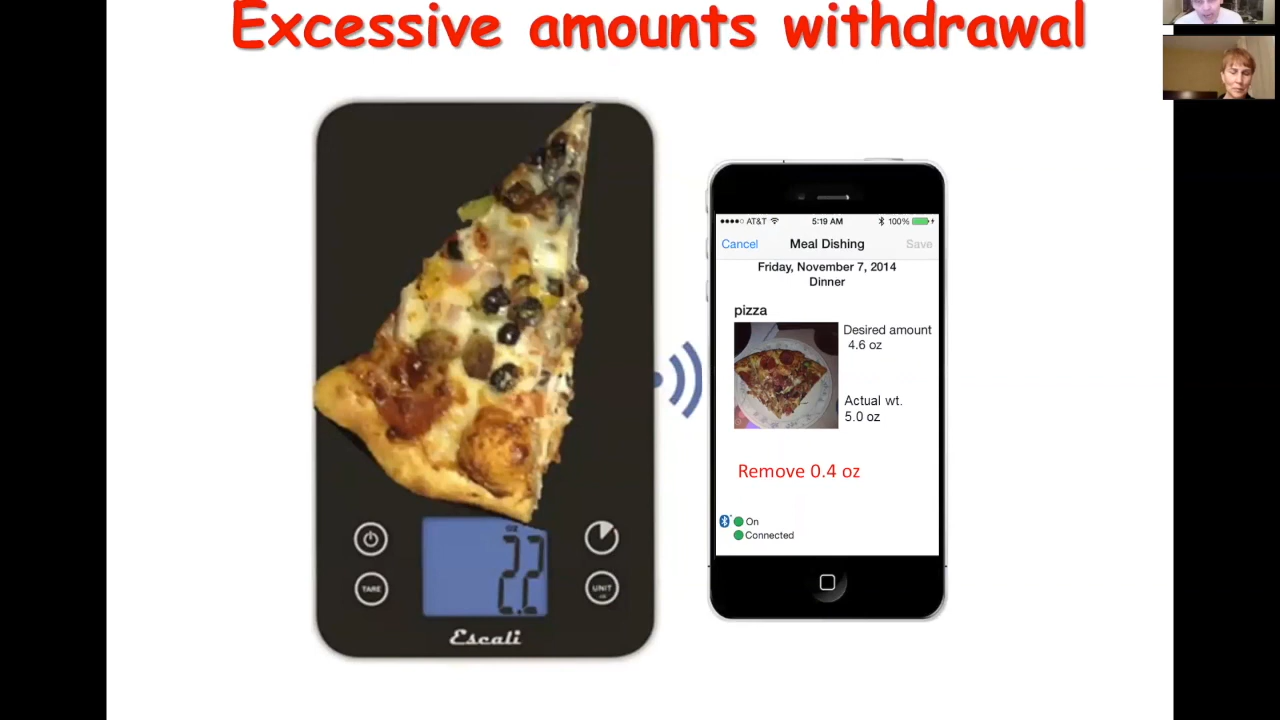 Excessive amounts withdrawal
AT&T 5:19 AM 100%
Cancel Meal Dishing Save
Friday, November 7, 2014
Dinner
pizza
Desired amount
4.6 oz
Actual wt.
5.0 oz
Remove 0.4 oz
On
Connected
OZ
2.2
TARE
UNIT
Escali